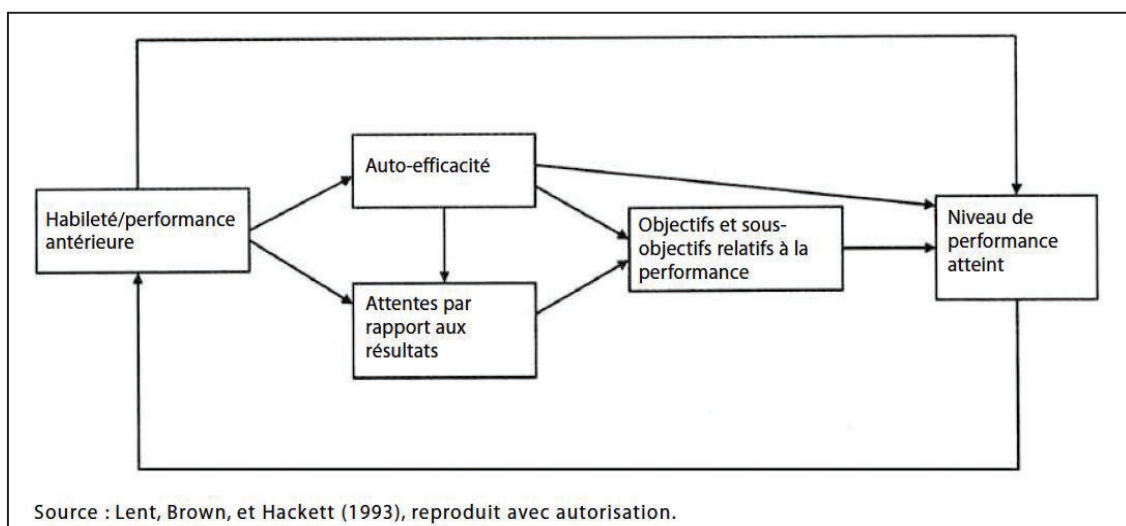 Auto-efficacité
Habileté/performance
antérieure
Objectifs et sous-
objectifs relatifs à la
performance
Niveau de
performance
atteint
Attentes par
rapport aux
résultats
Source : Lent, Brown, et Hackett (1993), reproduit avec autorisation.